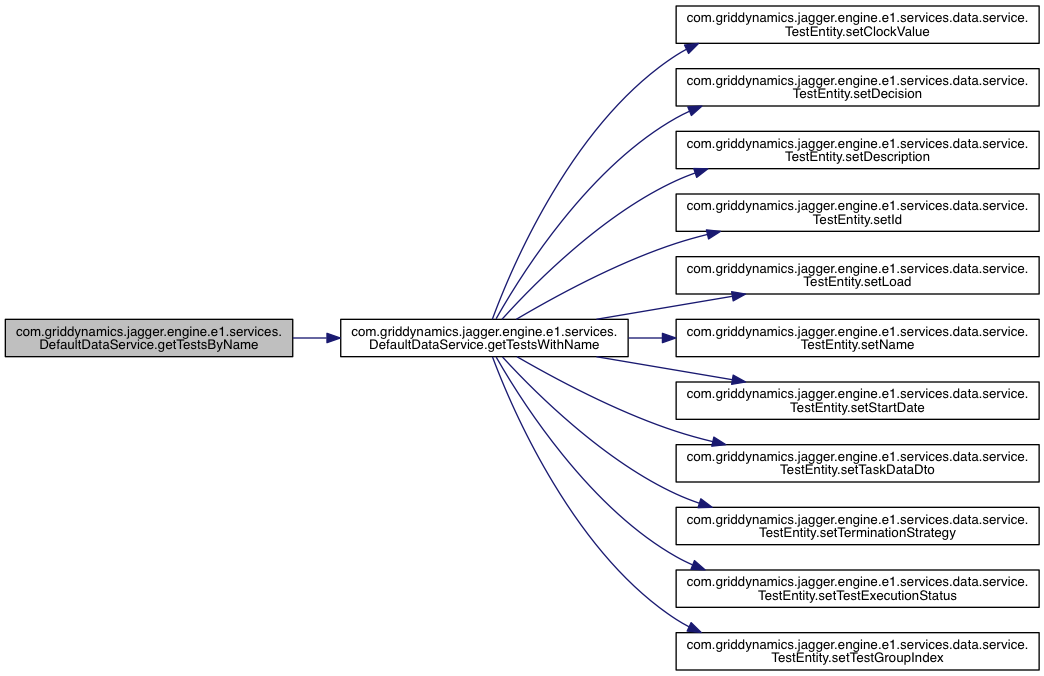 com.griddynamics.jagger.engine.e1.services.
DefaultDataService.getTestsByName
com.griddynamics.jagger.engine.e1.services.
DefaultDataService.getTestsWithName
com.griddynamics.jagger.engine.e1.services.data.service.
TestEntity.setClockValue
com.griddynamics.jagger.engine.e1.services.data.service.
TestEntity.setDecision
com.griddynamics.jagger.engine.e1.services.data.service.
TestEntity.setDescription
com.griddynamics.jagger.engine.e1.services.data.service.
TestEntity.setId
com.griddynamics.jagger.engine.e1.services.data.service.
TestEntity.setLoad
com.griddynamics.jagger.engine.e1.services.data.service.
TestEntity.setName
com.griddynamics.jagger.engine.e1.services.data.service.
TestEntity.setStartDate
com.griddynamics.jagger.engine.e1.services.data.service.
TestEntity.setTaskDataDto
com.griddynamics.jagger.engine.e1.services.data.service.
TestEntity.setTerminationStrategy
com.griddynamics.jagger.engine.e1.services.data.service.
TestEntity.setTestExecutionStatus
com.griddynamics.jagger.engine.e1.services.data.service.
TestEntity.setTestGroupIndex